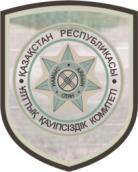 ҚАЗАҚСТАН РЕСПУБЛИКАСЫ
ҰЛТТЫҚ ҚАУІПСІЗДІК КОМИТЕТІ